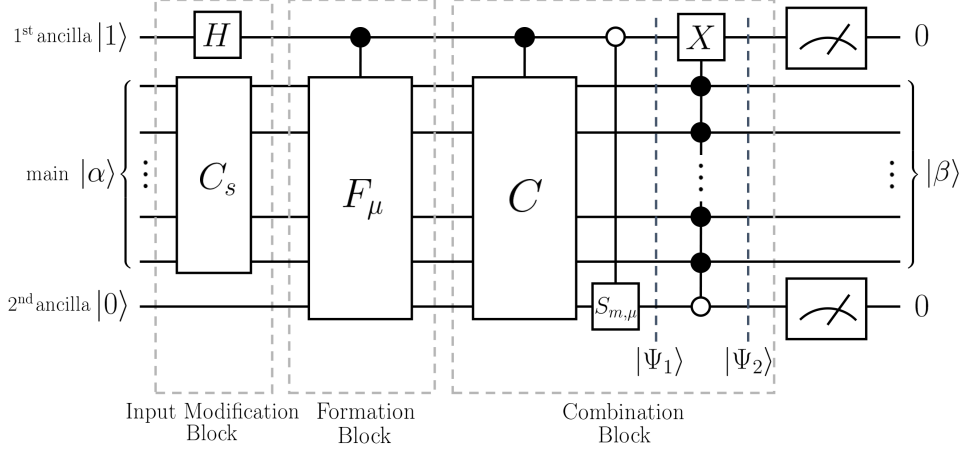 1st ancilla |1⟩ H X 0
main |α⟩ ⋮ C_s F_μ C ⋮ |β⟩
2nd ancilla |0⟩ S_{m,μ} 0
|Ψ₁⟩ |Ψ₂⟩
Input Modification
Block
Formation
Block
Combination
Block